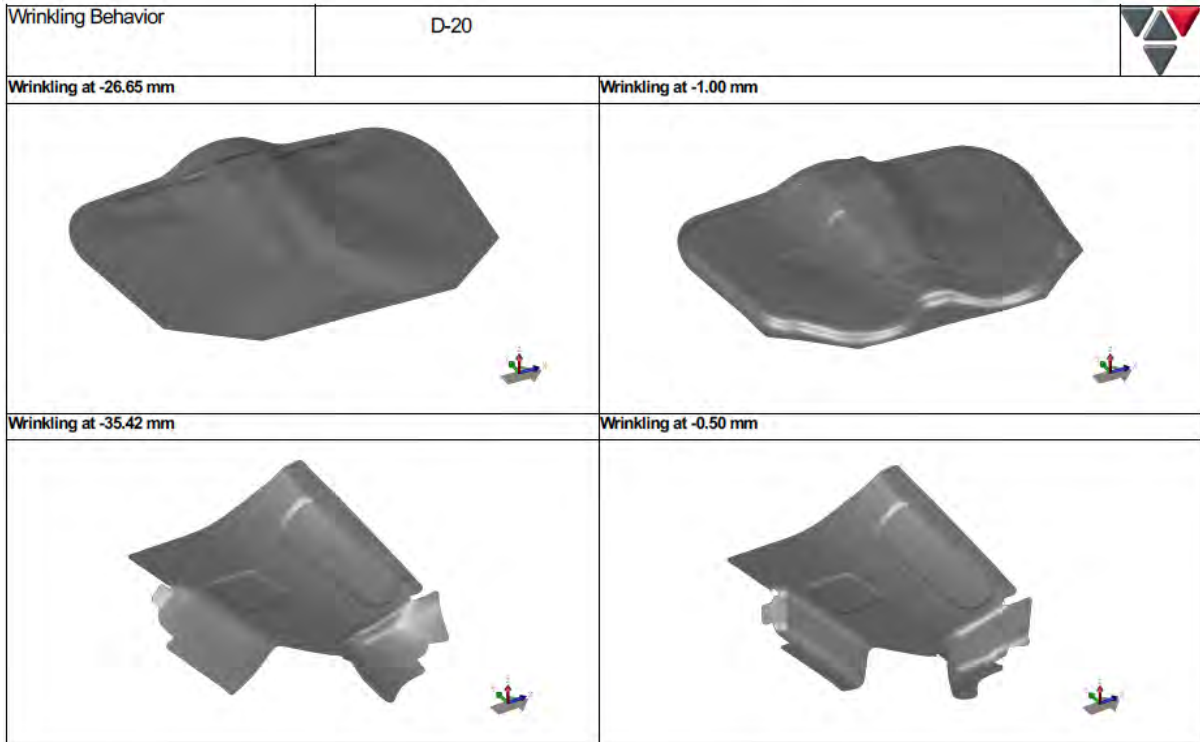 Wrinkling Behavior
D-20
Wrinkling at -26.65 mm
Wrinkling at -1.00 mm
Wrinkling at -35.42 mm
Wrinkling at -0.50 mm